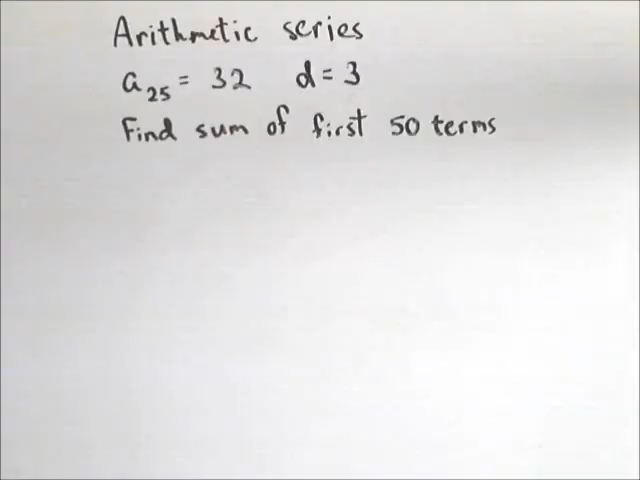 Arithmetic series
a₂₅ = 32 d = 3
Find sum of first 50 terms